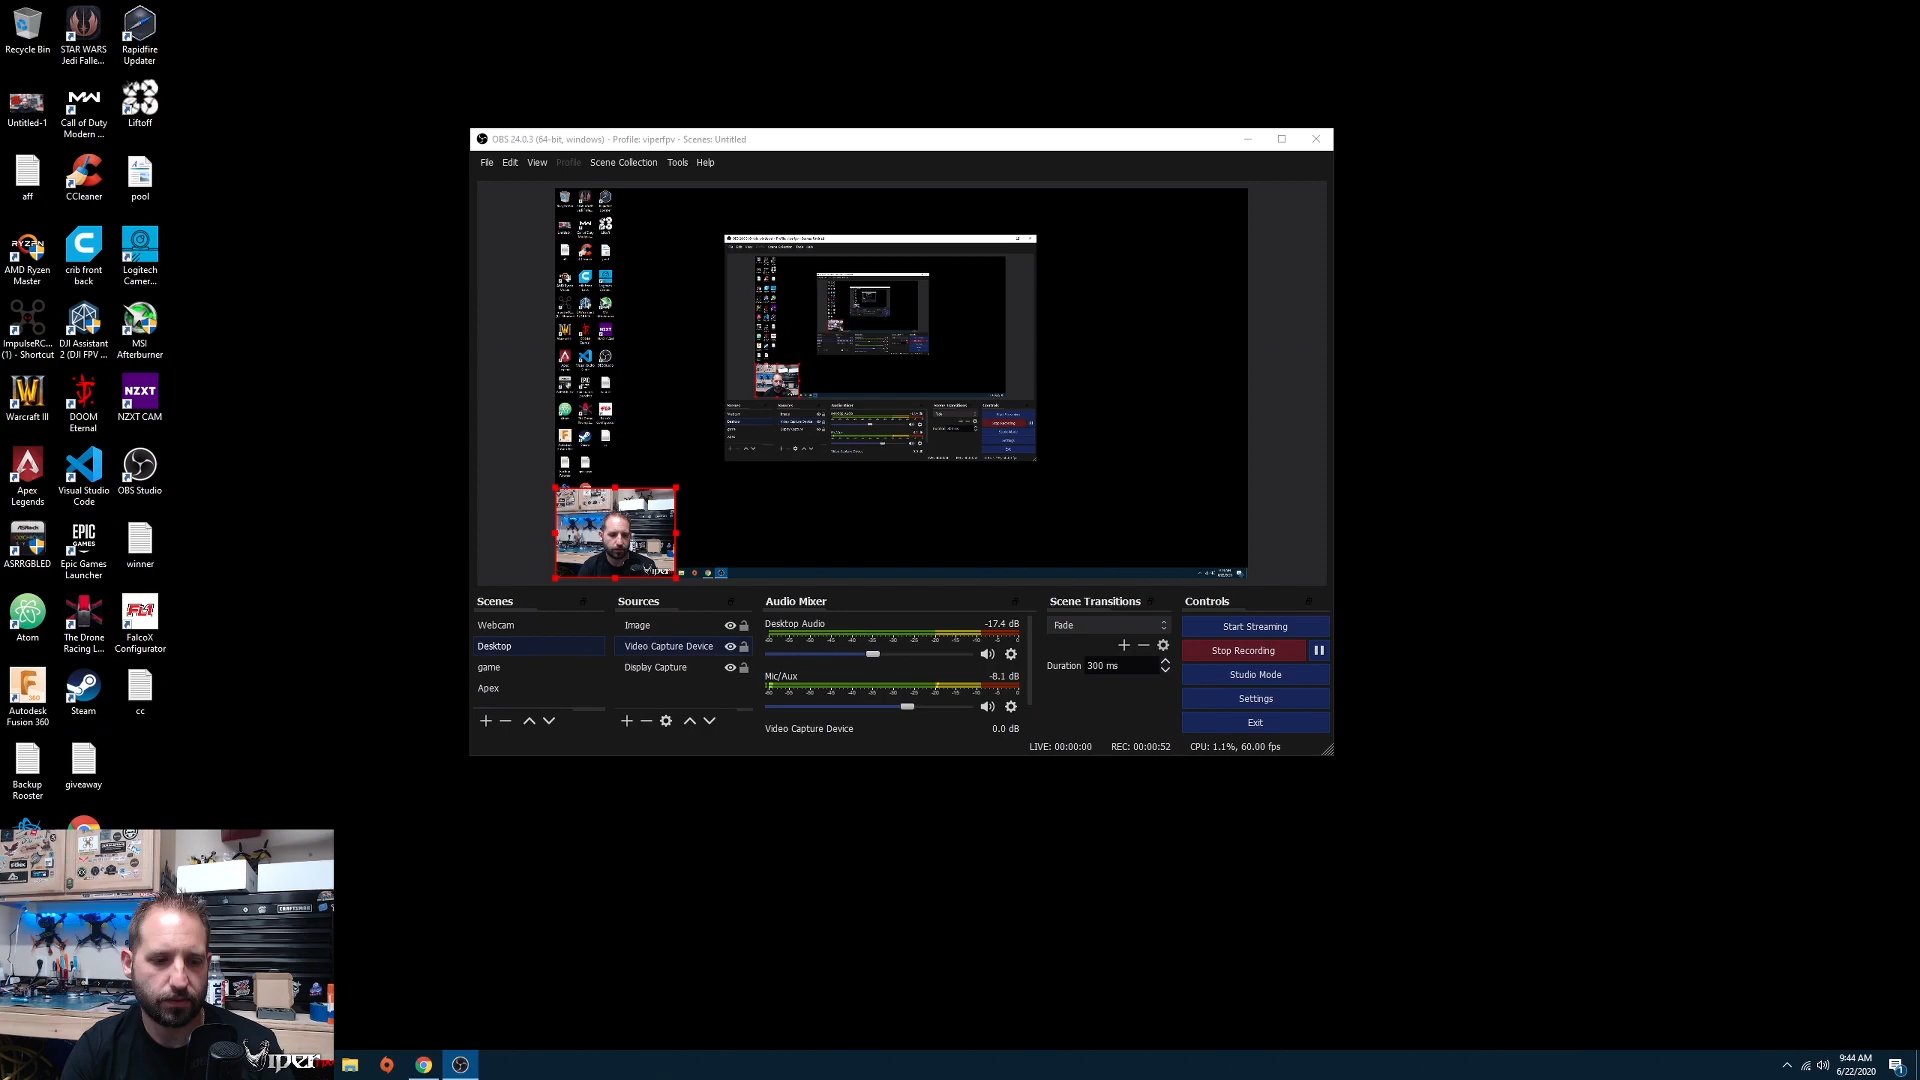 Recycle Bin
STAR WARS
Jedi Falle...
Rapidfire
Updater
Untitled-1
Call of Duty
Modern ...
Liftoff
aff
CCleaner
pool
AMD Ryzen
Master
crib front
back
Logitech
Camer...
ImpulseRC...
(1) - Shortcut
DJI Assistant
2 (DJI FPV ...
MSI
Afterburner
Warcraft III
DOOM
Eternal
NZXT
NZXT CAM
Apex
Legends
Visual Studio
Code
OBS Studio
ASRRGBLED
EPIC
GAMES
Epic Games
Launcher
winner
Atom
The Drone
Racing L...
FalcoX
Configurator
Autodesk
Fusion 360
Steam
cc
Backup
Rooster
giveaway
OBS 24.0.3 (64-bit, windows) - Profile: viperfpv - Scenes: Untitled
File Edit View Profile Scene Collection Tools Help
Scenes
Webcam
Desktop
game
Apex
Sources
Image
Video Capture Device
Display Capture
Audio Mixer
Desktop Audio -17.4 dB
Mic/Aux -8.1 dB
Video Capture Device 0.0 dB
Scene Transitions
Fade
Duration 300 ms
Controls
Start Streaming
Stop Recording
Studio Mode
Settings
Exit
LIVE: 00:00:00 REC: 00:00:52 CPU: 1.1%, 60.00 fps
CRAFTSMAN
Viper
9:44 AM
6/22/2020